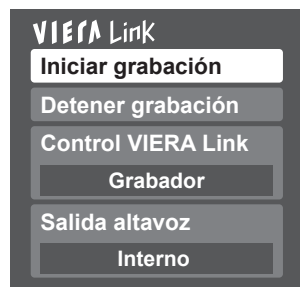 VIERA Link
Iniciar grabación
Detener grabación
Control VIERA Link
Grabador
Salida altavoz
Interno